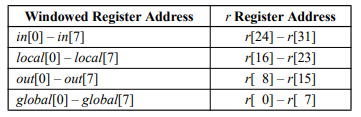 Windowed Register Address r Register Address
in[0] – in[7] r[24] – r[31]
local[0] – local[7] r[16] – r[23]
out[0] – out[7] r[ 8] – r[15]
global[0] – global[7] r[ 0] – r[ 7]